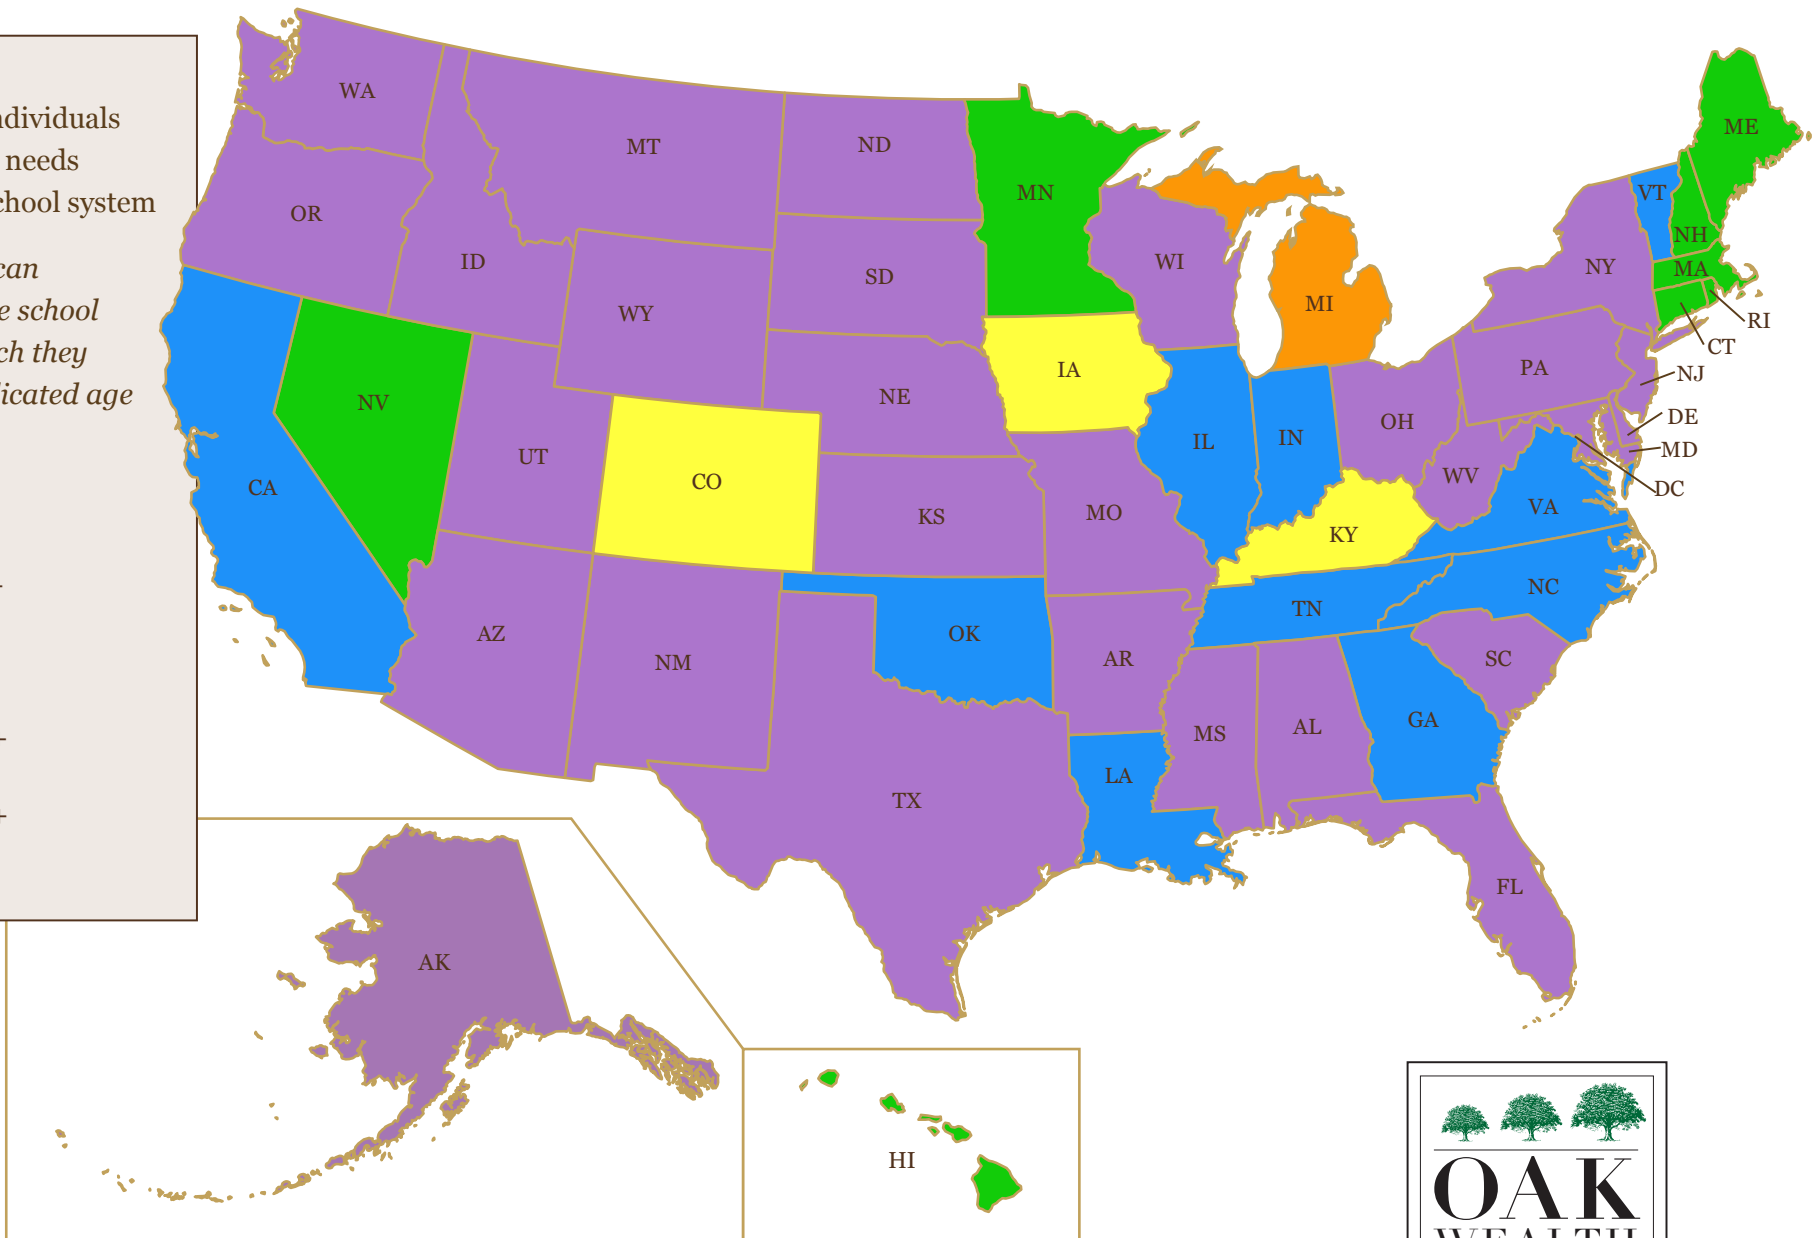 dividuals
needs
chool system
can
e school
ch they
licated age
WA
MT
ND
MN
ME
OR
ID
SD
WI
VT
NH
NY
MA
WY
MI
RI
CT
IA
PA
NJ
NV
NE
OH
DE
UT
CO
IL
IN
MD
CA
KS
MO
WV
DC
KY
VA
AZ
NM
OK
AR
TN
NC
SC
MS
AL
GA
TX
LA
FL
AK
HI
OAK
WEALTH